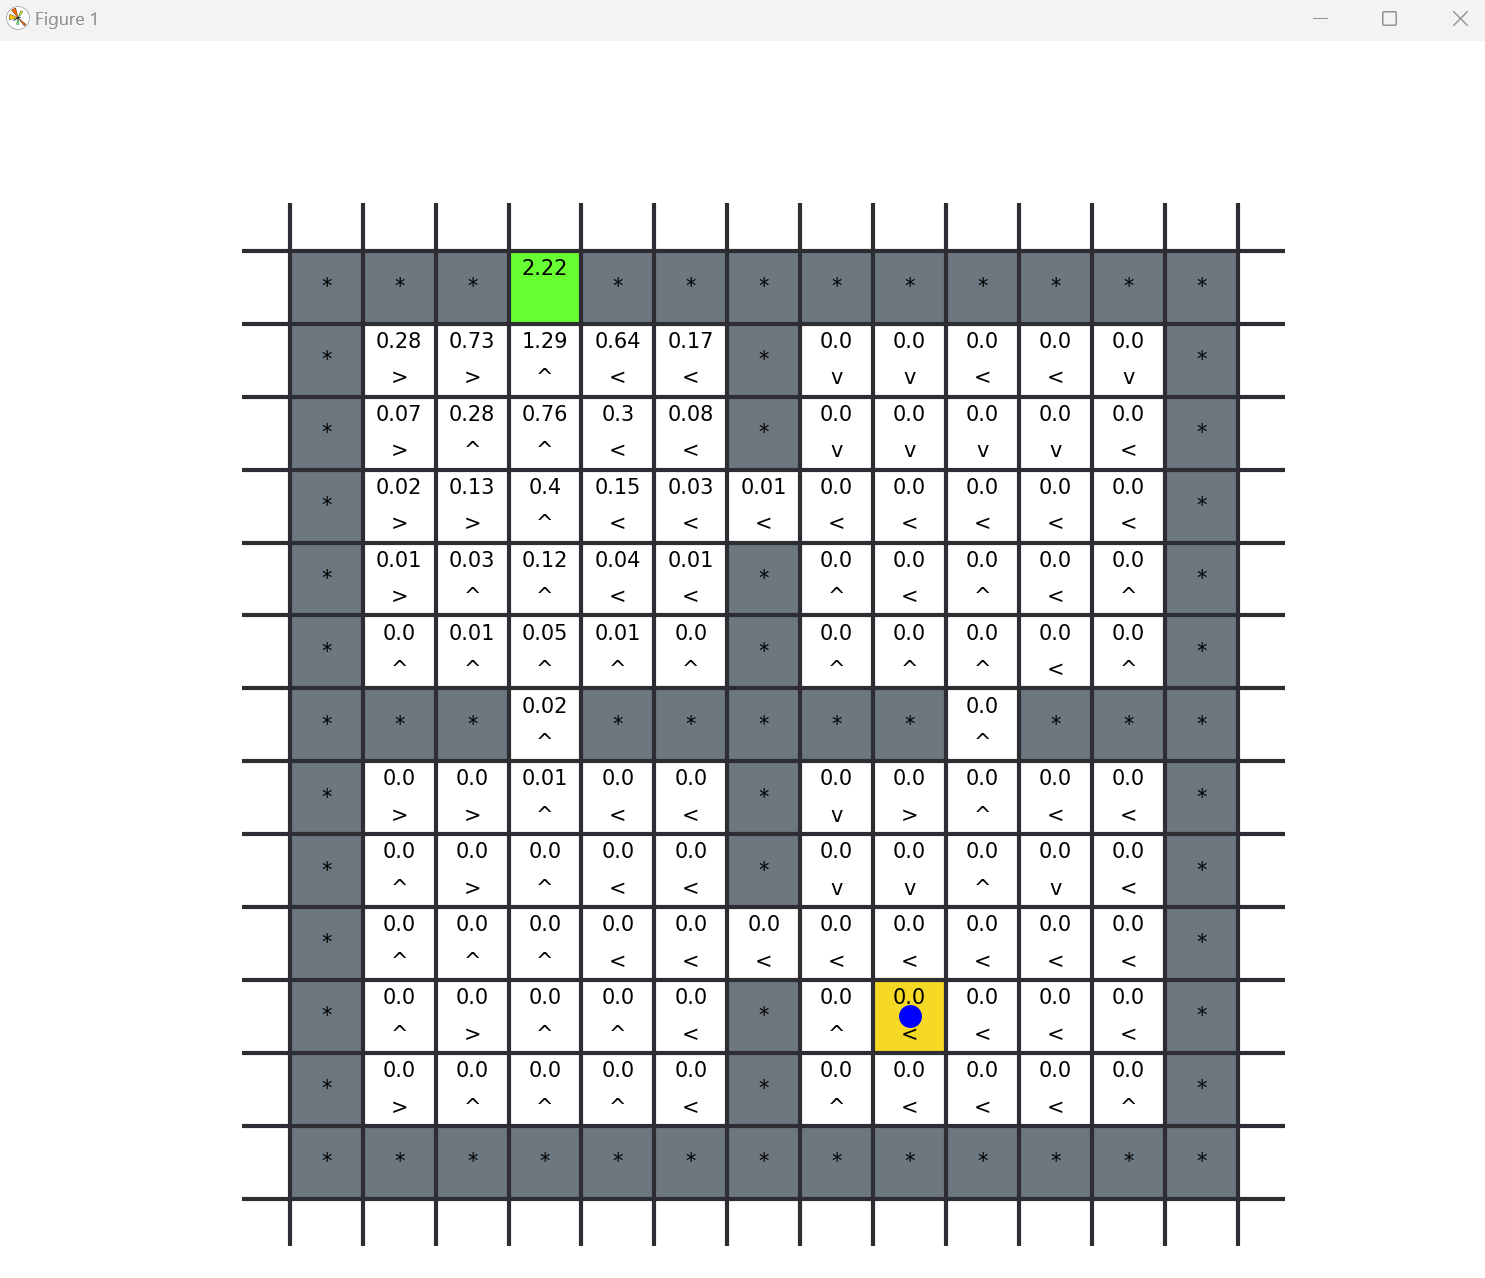 Figure 1
2.22
* * * * * * * * * * * *
0.28 0.73 1.29 0.64 0.17 0.0 0.0 0.0 0.0 0.0
* > > ^ < < * v v < < v *
0.07 0.28 0.76 0.3 0.08 0.0 0.0 0.0 0.0 0.0
* > ^ ^ < < * v v v v < *
0.02 0.13 0.4 0.15 0.03 0.01 0.0 0.0 0.0 0.0 0.0
* > > ^ < < < < < < < < *
0.01 0.03 0.12 0.04 0.01 0.0 0.0 0.0 0.0 0.0
* > ^ ^ < < * ^ < ^ < ^ *
0.0 0.01 0.05 0.01 0.0 0.0 0.0 0.0 0.0 0.0
* ^ ^ ^ ^ ^ * ^ ^ ^ < ^ *
0.02 0.0
* * * ^ * * * * * ^ * * *
0.0 0.0 0.01 0.0 0.0 0.0 0.0 0.0 0.0 0.0
* > > ^ < < * v > ^ < < *
0.0 0.0 0.0 0.0 0.0 0.0 0.0 0.0 0.0 0.0
* ^ > ^ < < * v v ^ v < *
0.0 0.0 0.0 0.0 0.0 0.0 0.0 0.0 0.0 0.0 0.0
* ^ ^ ^ < < < < < < < < *
0.0 0.0 0.0 0.0 0.0 0.0 0.0 0.0 0.0 0.0
* ^ > ^ ^ < * ^ < < < < *
0.0 0.0 0.0 0.0 0.0 0.0 0.0 0.0 0.0 0.0
* > ^ ^ ^ < * ^ < < < ^ *
* * * * * * * * * * * * *